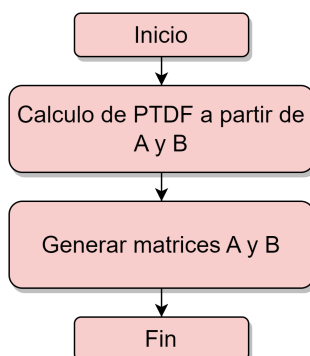 Inicio
Calculo de PTDF a partir de
A y B
Generar matrices A y B
Fin